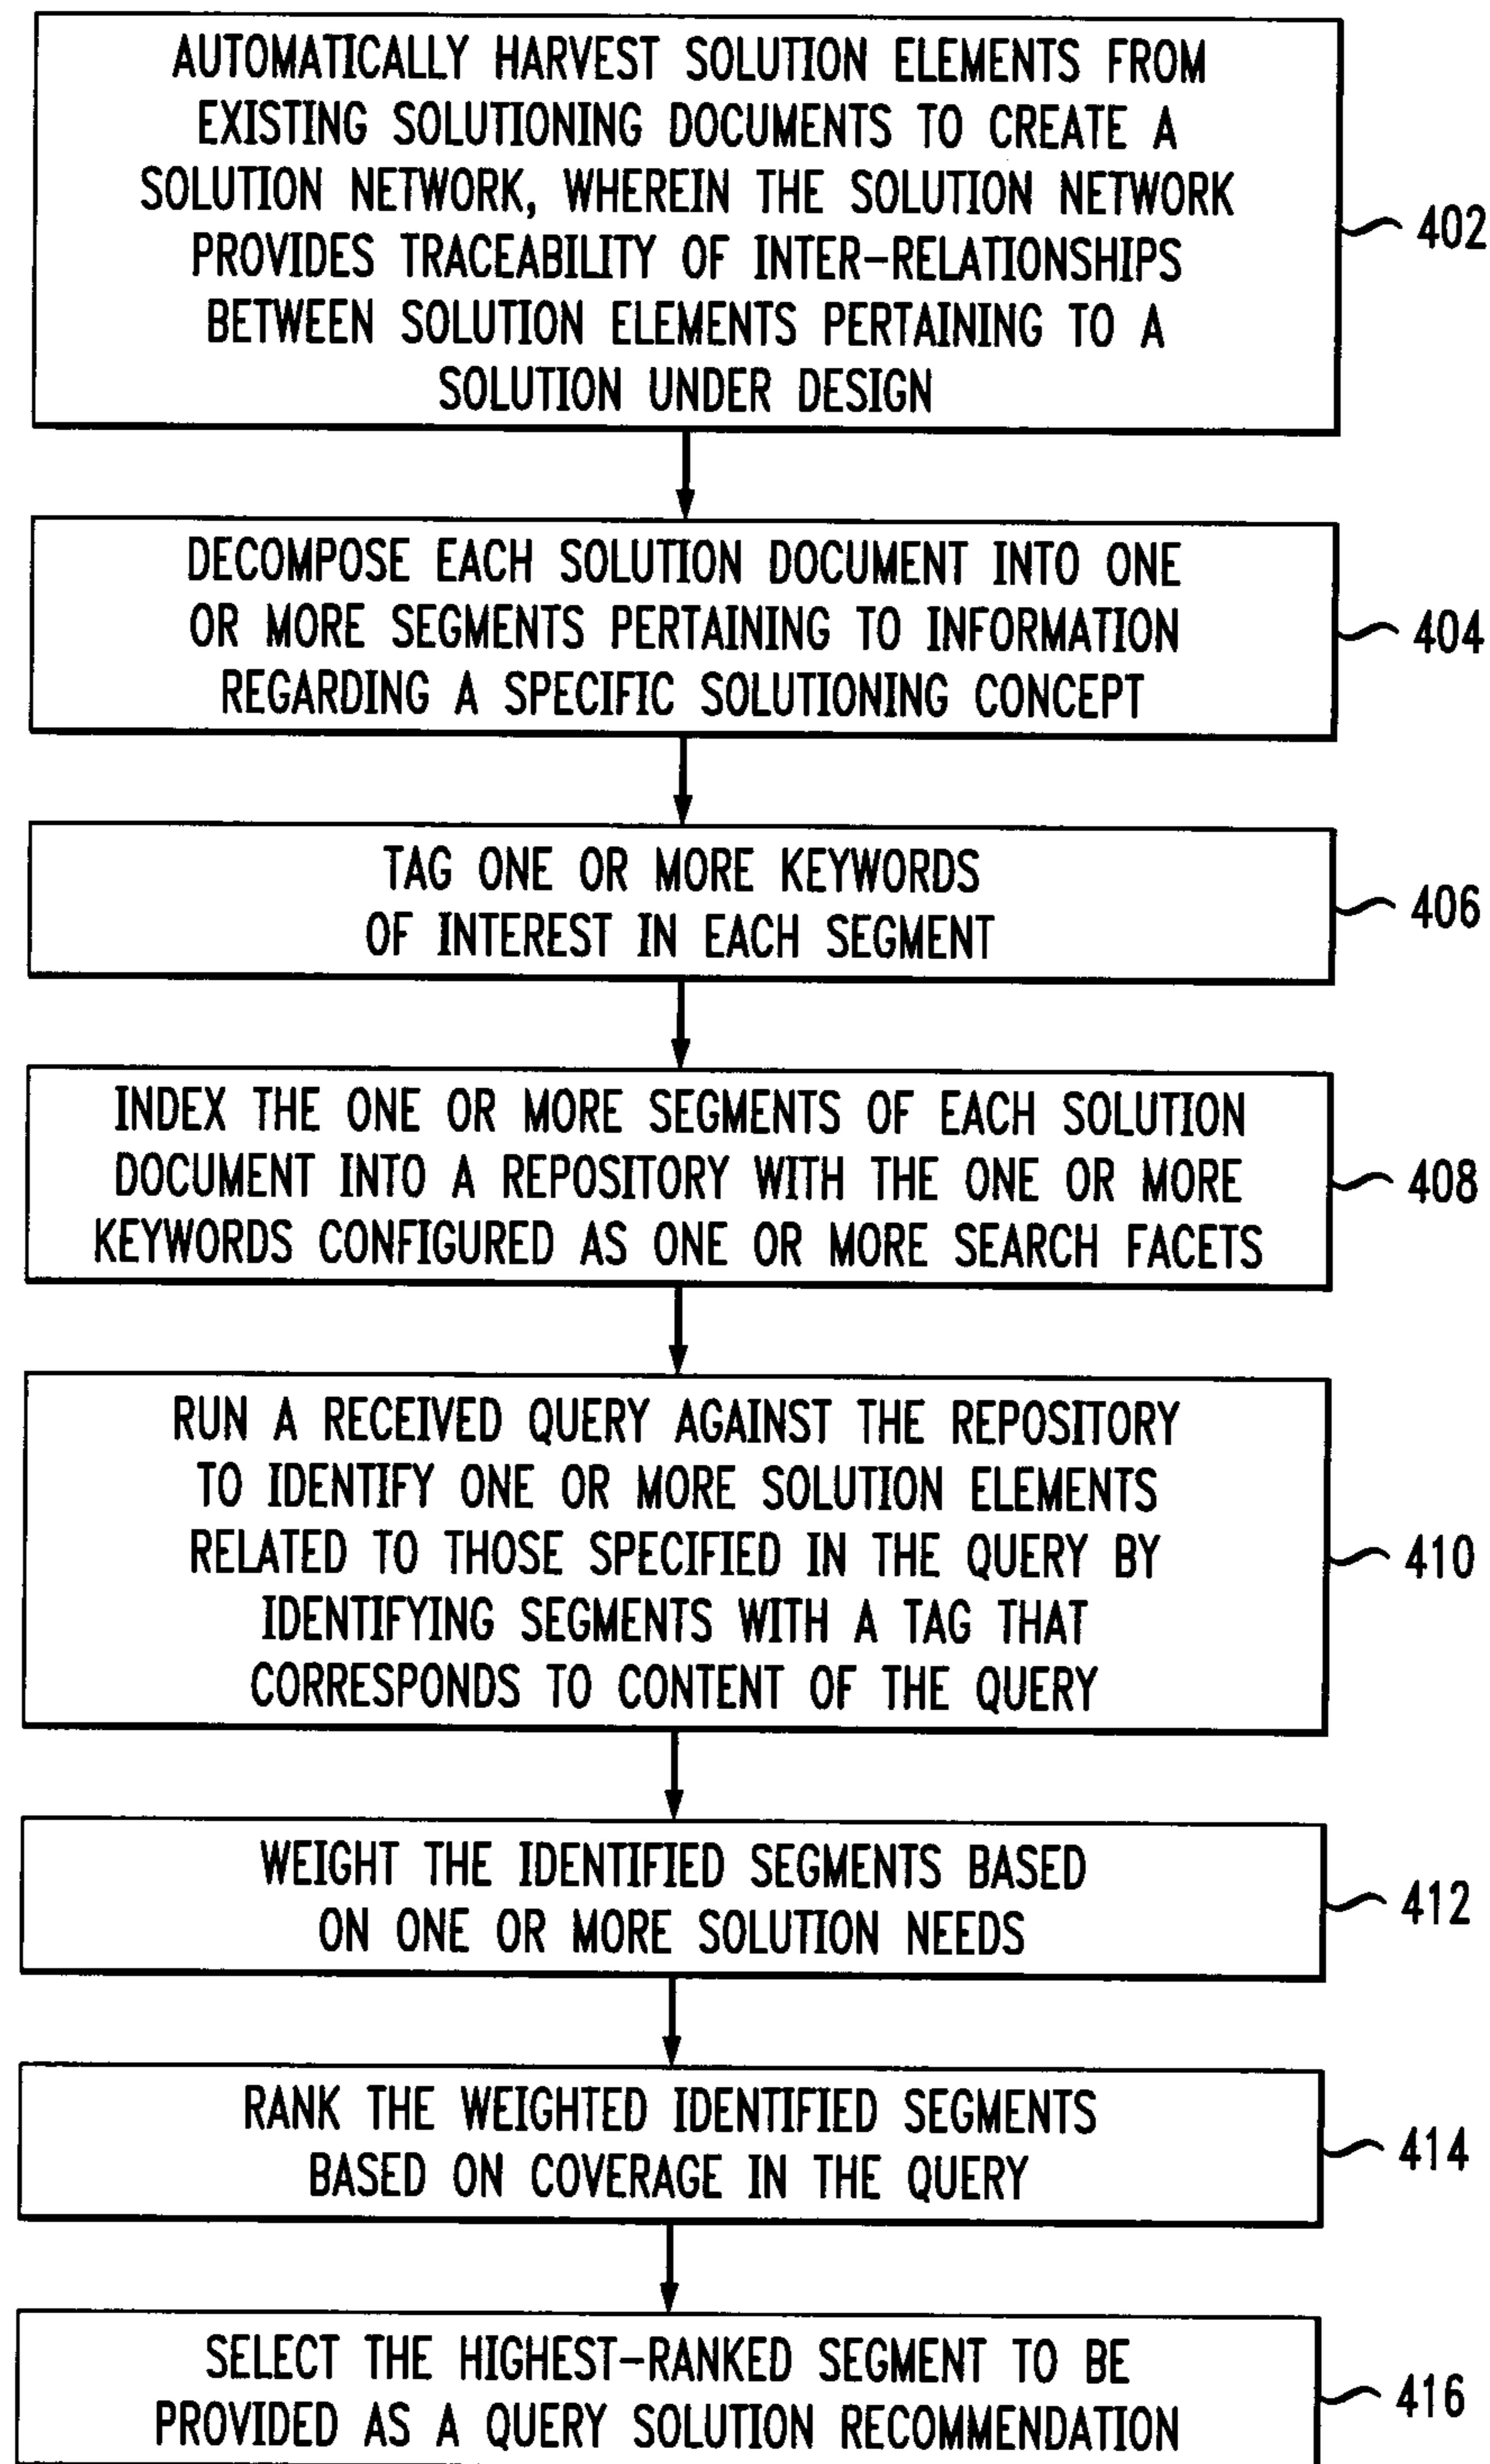 AUTOMATICALLY HARVEST SOLUTION ELEMENTS FROM
EXISTING SOLUTIONING DOCUMENTS TO CREATE A
SOLUTION NETWORK, WHEREIN THE SOLUTION NETWORK
PROVIDES TRACEABILITY OF INTER-RELATIONSHIPS
BETWEEN SOLUTION ELEMENTS PERTAINING TO A
SOLUTION UNDER DESIGN
402
DECOMPOSE EACH SOLUTION DOCUMENT INTO ONE
OR MORE SEGMENTS PERTAINING TO INFORMATION
REGARDING A SPECIFIC SOLUTIONING CONCEPT
404
TAG ONE OR MORE KEYWORDS
OF INTEREST IN EACH SEGMENT
406
INDEX THE ONE OR MORE SEGMENTS OF EACH SOLUTION
DOCUMENT INTO A REPOSITORY WITH THE ONE OR MORE
KEYWORDS CONFIGURED AS ONE OR MORE SEARCH FACETS
408
RUN A RECEIVED QUERY AGAINST THE REPOSITORY
TO IDENTIFY ONE OR MORE SOLUTION ELEMENTS
RELATED TO THOSE SPECIFIED IN THE QUERY BY
IDENTIFYING SEGMENTS WITH A TAG THAT
CORRESPONDS TO CONTENT OF THE QUERY
410
WEIGHT THE IDENTIFIED SEGMENTS BASED
ON ONE OR MORE SOLUTION NEEDS
412
RANK THE WEIGHTED IDENTIFIED SEGMENTS
BASED ON COVERAGE IN THE QUERY
414
SELECT THE HIGHEST-RANKED SEGMENT TO BE
PROVIDED AS A QUERY SOLUTION RECOMMENDATION
416